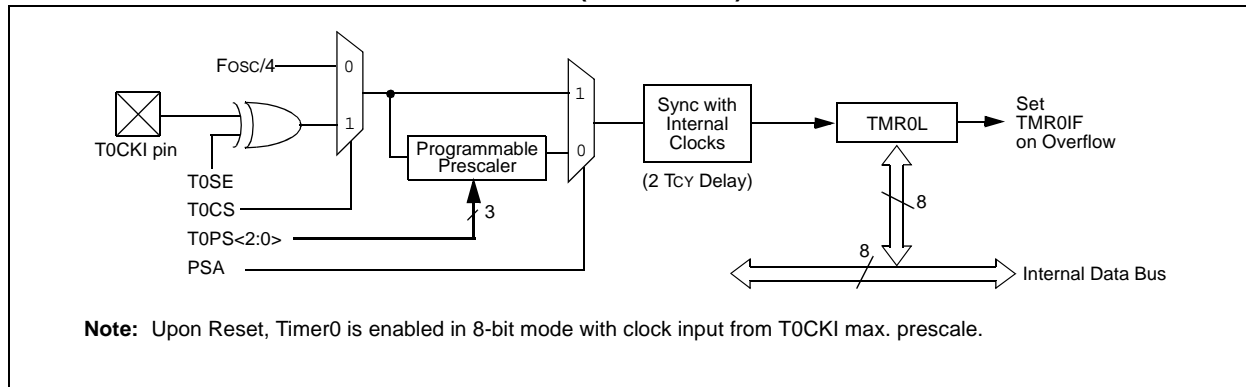 FOSC/4
0
1
T0CKI pin
T0SE
T0CS
T0PS<2:0>
PSA
Programmable
Prescaler
3
1
0
Sync with
Internal
Clocks
(2 TCY Delay)
TMR0L
Set
TMR0IF
on Overflow
8
8
Internal Data Bus
Note: Upon Reset, Timer0 is enabled in 8-bit mode with clock input from T0CKI max. prescale.